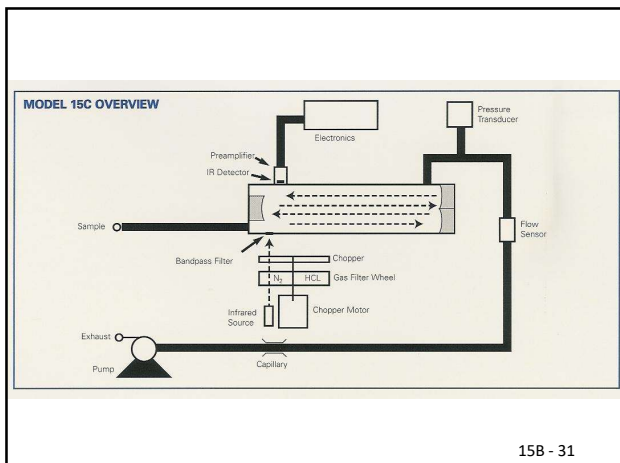 MODEL 15C OVERVIEW
Electronics
Pressure
Transducer
Preamplifier
IR Detector
Sample
Flow
Sensor
Bandpass Filter
Chopper
N2 HCL Gas Filter Wheel
Infrared
Source
Chopper Motor
Exhaust
Pump
Capillary
15B - 31